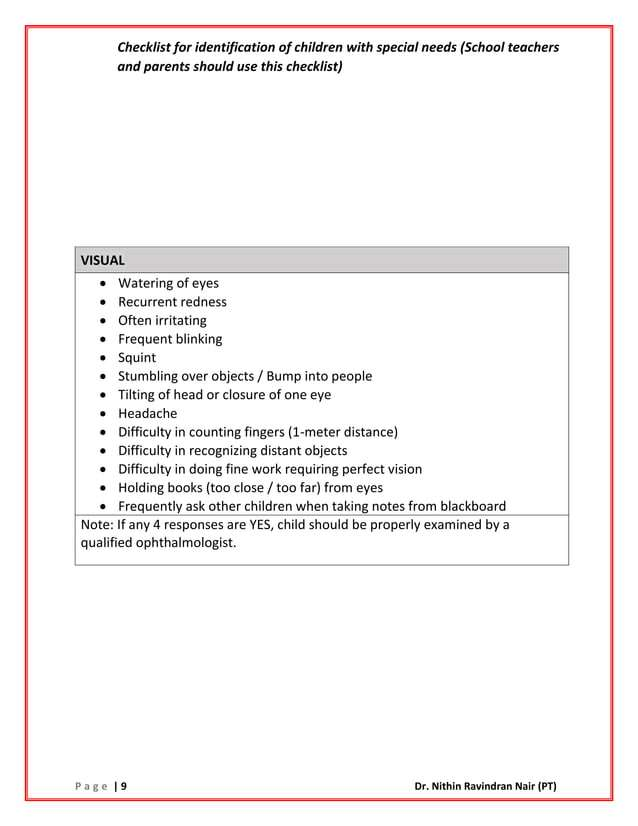 Checklist for identification of children with special needs (School teachers
and parents should use this checklist)
VISUAL
• Watering of eyes
• Recurrent redness
• Often irritating
• Frequent blinking
• Squint
• Stumbling over objects / Bump into people
• Tilting of head or closure of one eye
• Headache
• Difficulty in counting fingers (1-meter distance)
• Difficulty in recognizing distant objects
• Difficulty in doing fine work requiring perfect vision
• Holding books (too close / too far) from eyes
• Frequently ask other children when taking notes from blackboard
Note: If any 4 responses are YES, child should be properly examined by a
qualified ophthalmologist.
Page | 9 Dr. Nithin Ravindran Nair (PT)